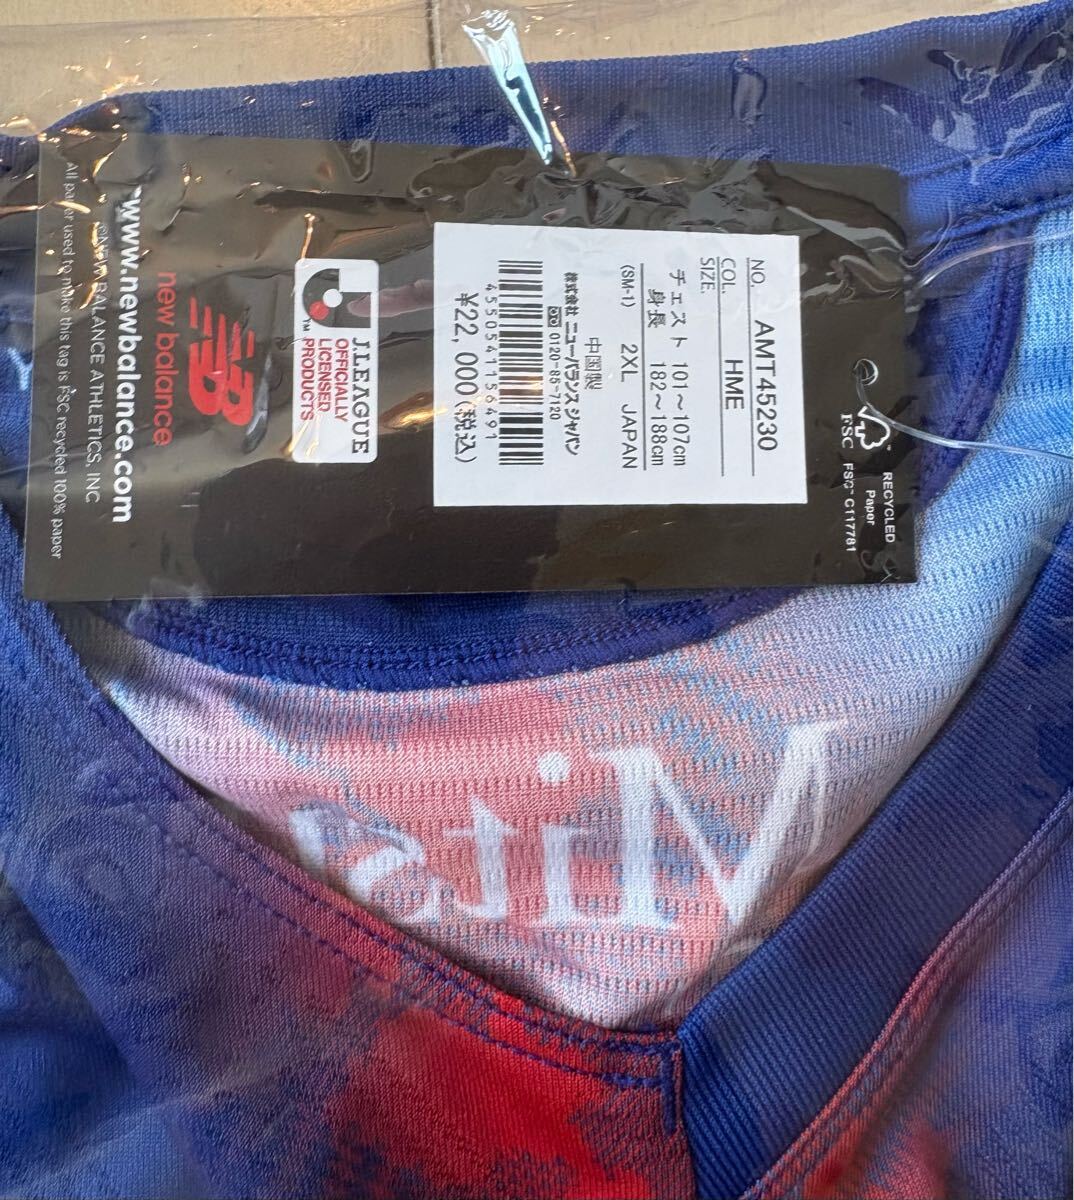 NO. AMT45230
COL. HME
SIZE.
チェスト 101～107cm
身長 182～188cm
(SM-1) 2XL JAPAN
中国製
株式会社 ニューバランスジャパン
0120-85-7120
4550541156491
¥22,000(税込)
J.LEAGUE
OFFICIALLY
LICENSED
PRODUCTS
TM
new balance
www.newbalance.com
©NEW BALANCE ATHLETICS, INC
All paper used to make this tag is FSC recycled 100% paper
FSC
RECYCLED
Paper
FSC™ C117781